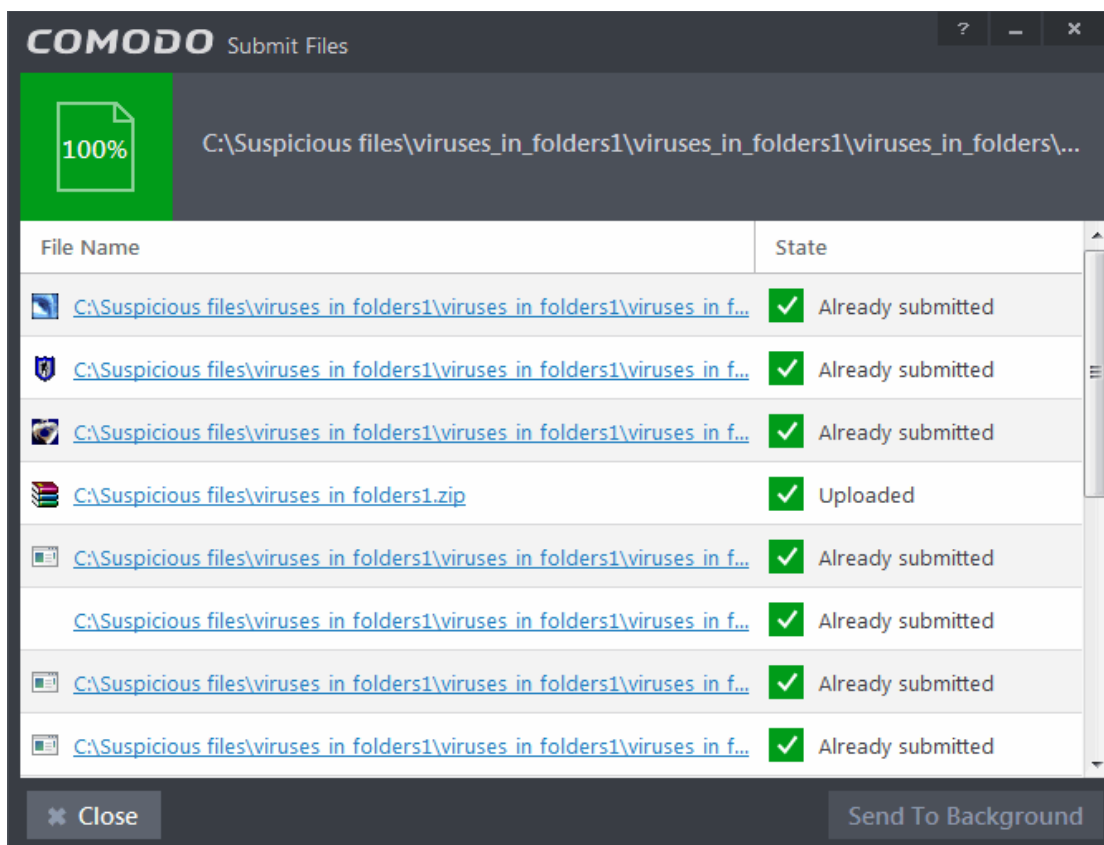 COMODO Submit Files
? _ ×
100%
C:\Suspicious files\viruses_in_folders1\viruses_in_folders1\viruses_in_folders\...
File Name State
C:\Suspicious files\viruses in folders1\viruses in folders1\viruses in f... Already submitted
C:\Suspicious files\viruses in folders1\viruses in folders1\viruses in f... Already submitted
C:\Suspicious files\viruses in folders1\viruses in folders1\viruses in f... Already submitted
C:\Suspicious files\viruses in folders1.zip Uploaded
C:\Suspicious files\viruses in folders1\viruses in folders1\viruses in f... Already submitted
C:\Suspicious files\viruses in folders1\viruses in folders1\viruses in f... Already submitted
C:\Suspicious files\viruses in folders1\viruses in folders1\viruses in f... Already submitted
C:\Suspicious files\viruses in folders1\viruses in folders1\viruses in f... Already submitted
Close Send To Background